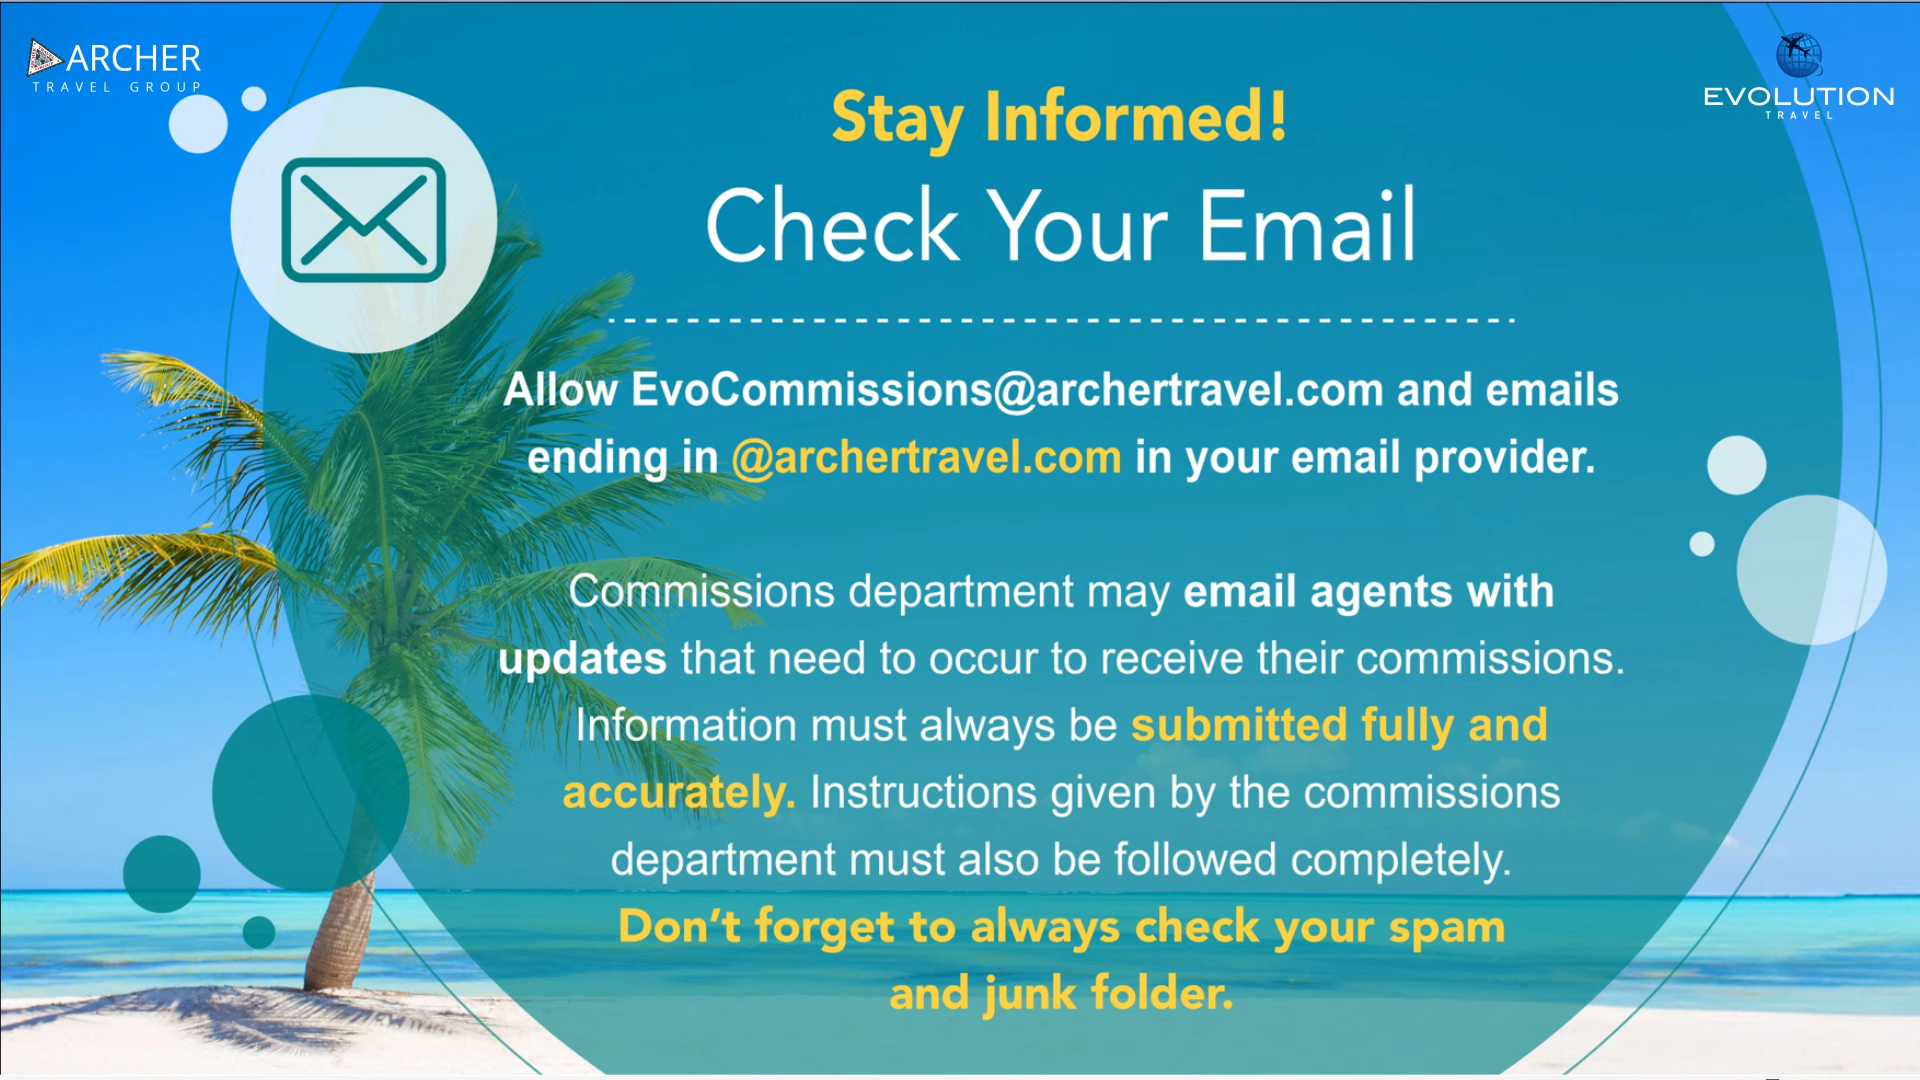 ARCHER
TRAVEL GROUP
EVOLUTION
TRAVEL
Stay Informed!
Check Your Email
Allow EvoCommissions@archertravel.com and emails
ending in @archertravel.com in your email provider.
Commissions department may email agents with
updates that need to occur to receive their commissions.
Information must always be submitted fully and
accurately. Instructions given by the commissions
department must also be followed completely.
Don’t forget to always check your spam
and junk folder.